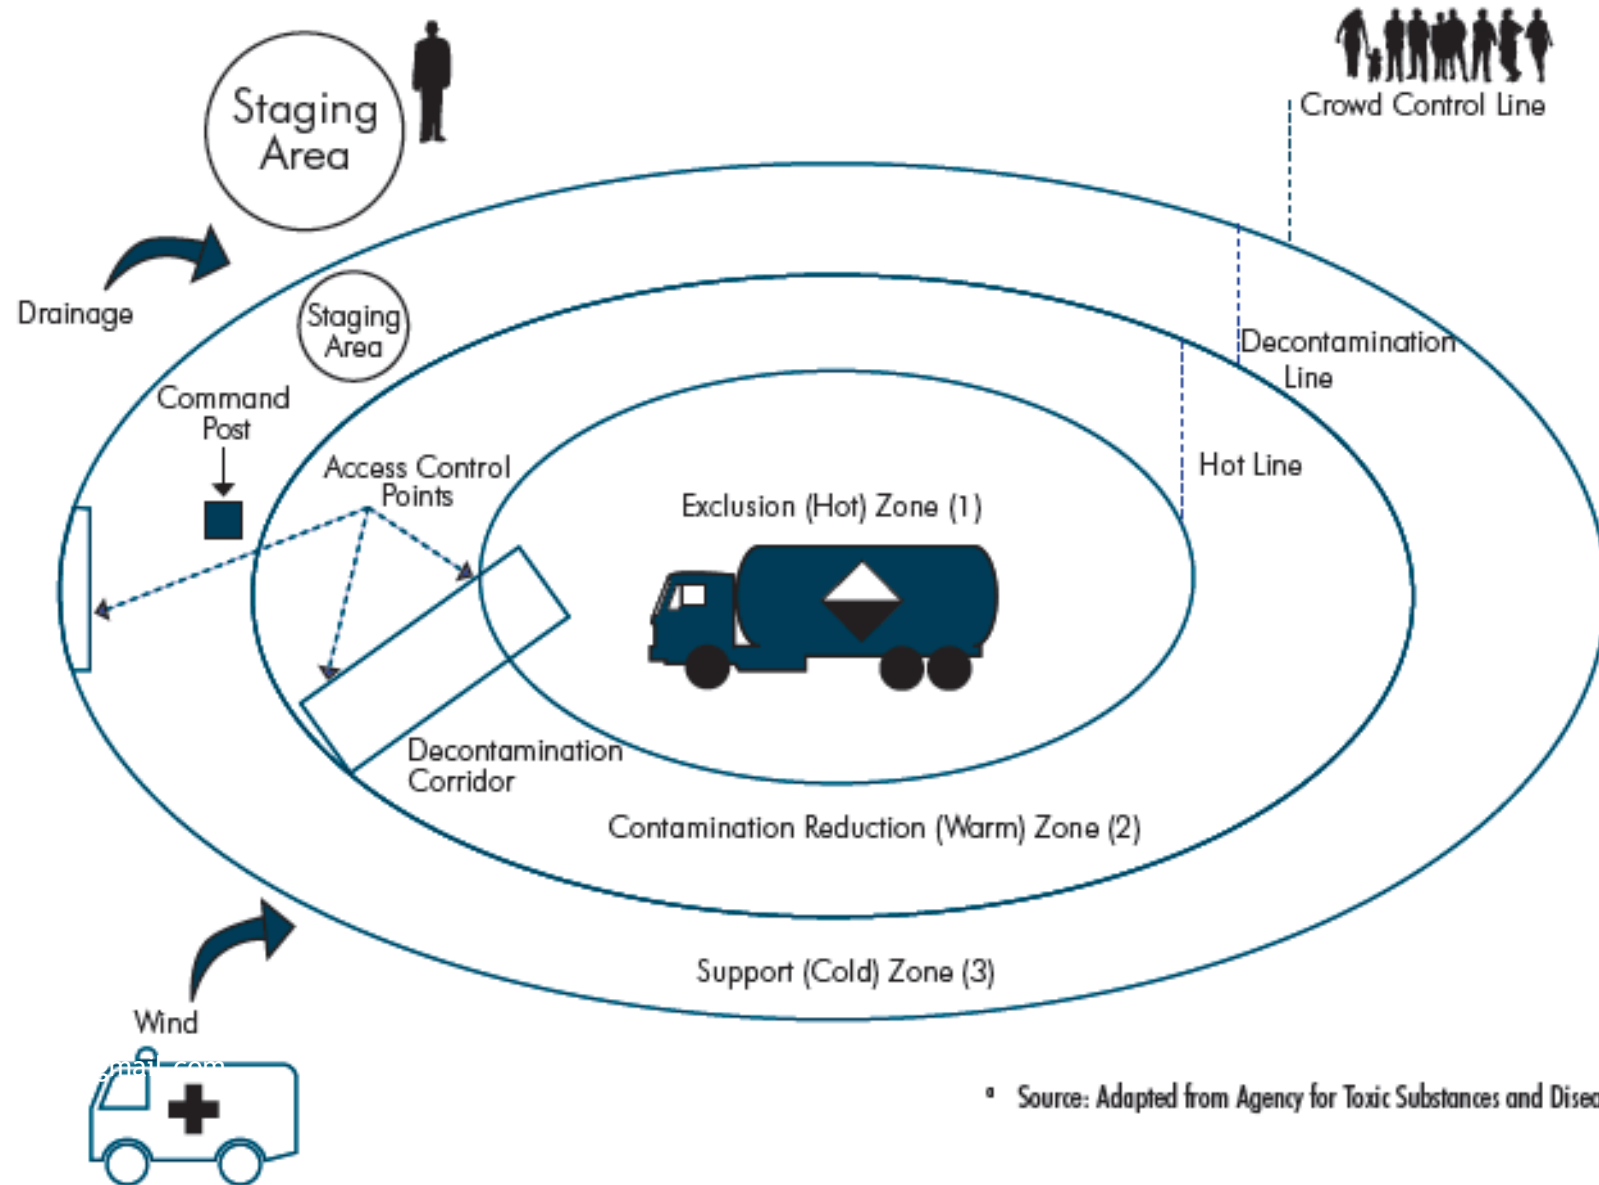 Staging
Area
Crowd Control Line
Drainage
Staging
Area
Decontamination
Line
Command
Post
Access Control
Points
Hot Line
Exclusion (Hot) Zone (1)
Decontamination
Corridor
Contamination Reduction (Warm) Zone (2)
Support (Cold) Zone (3)
Wind
gmail.com
a Source: Adapted from Agency for Toxic Substances and